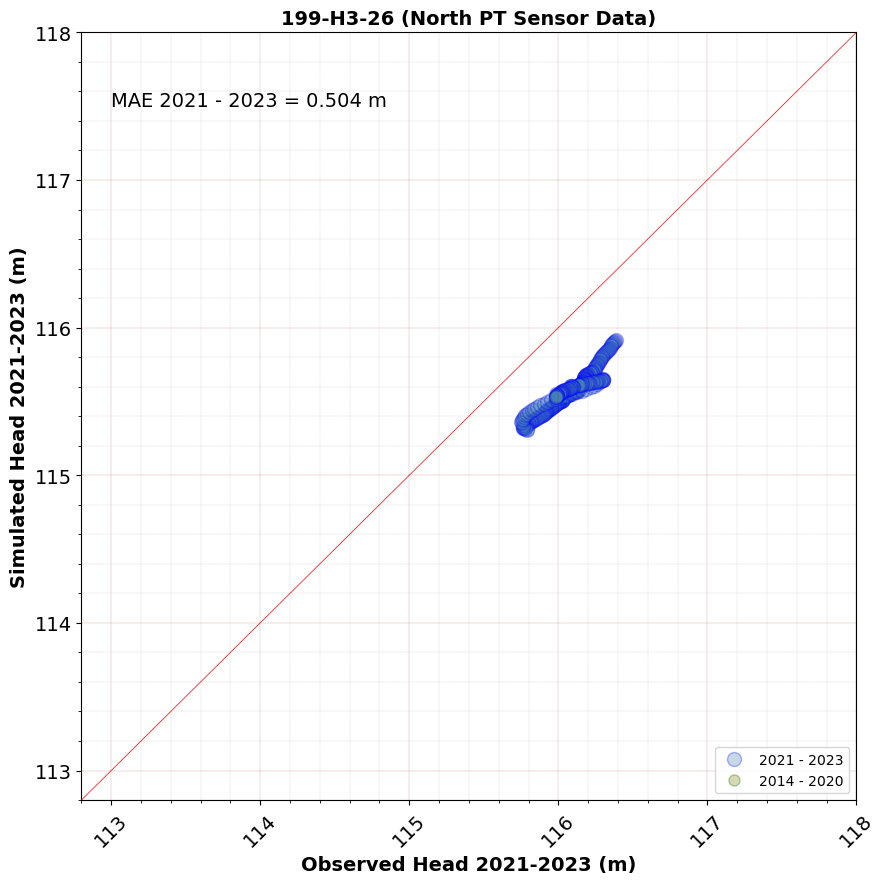 199-H3-26 (North PT Sensor Data)
MAE 2021 - 2023 = 0.504 m
118
117
116
115
114
113
Simulated Head 2021-2023 (m)
113
114
115
116
117
118
Observed Head 2021-2023 (m)
2021 - 2023
2014 - 2020